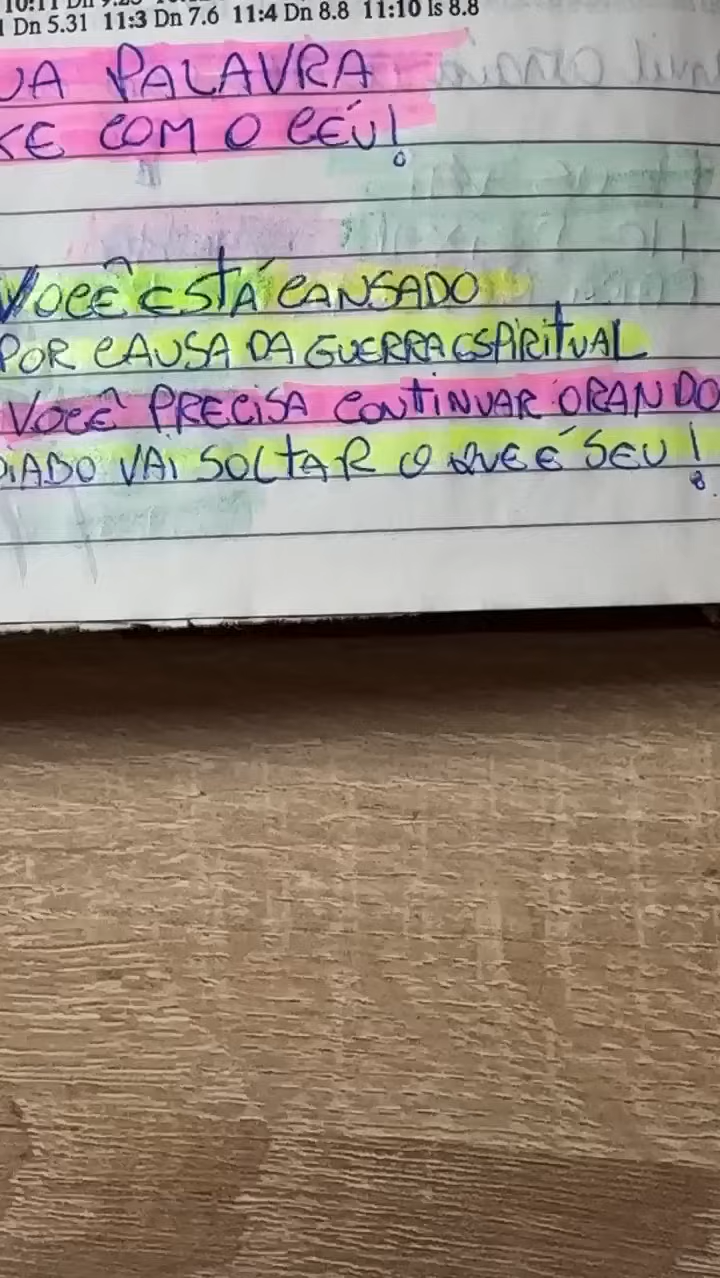 Dn 5.31 11:3 Dn 7.6 11:4 Dn 8.8 11:10 Is 8.8
UA PALAVRA
COM O CÉU!
VOCÊ ESTÁ CANSADO
POR CAUSA DA GUERRA ESPIRITUAL
VOCÊ PRECISA CONTINUAR ORANDO
DIABO VAI SOLTAR O QUE É SEU!